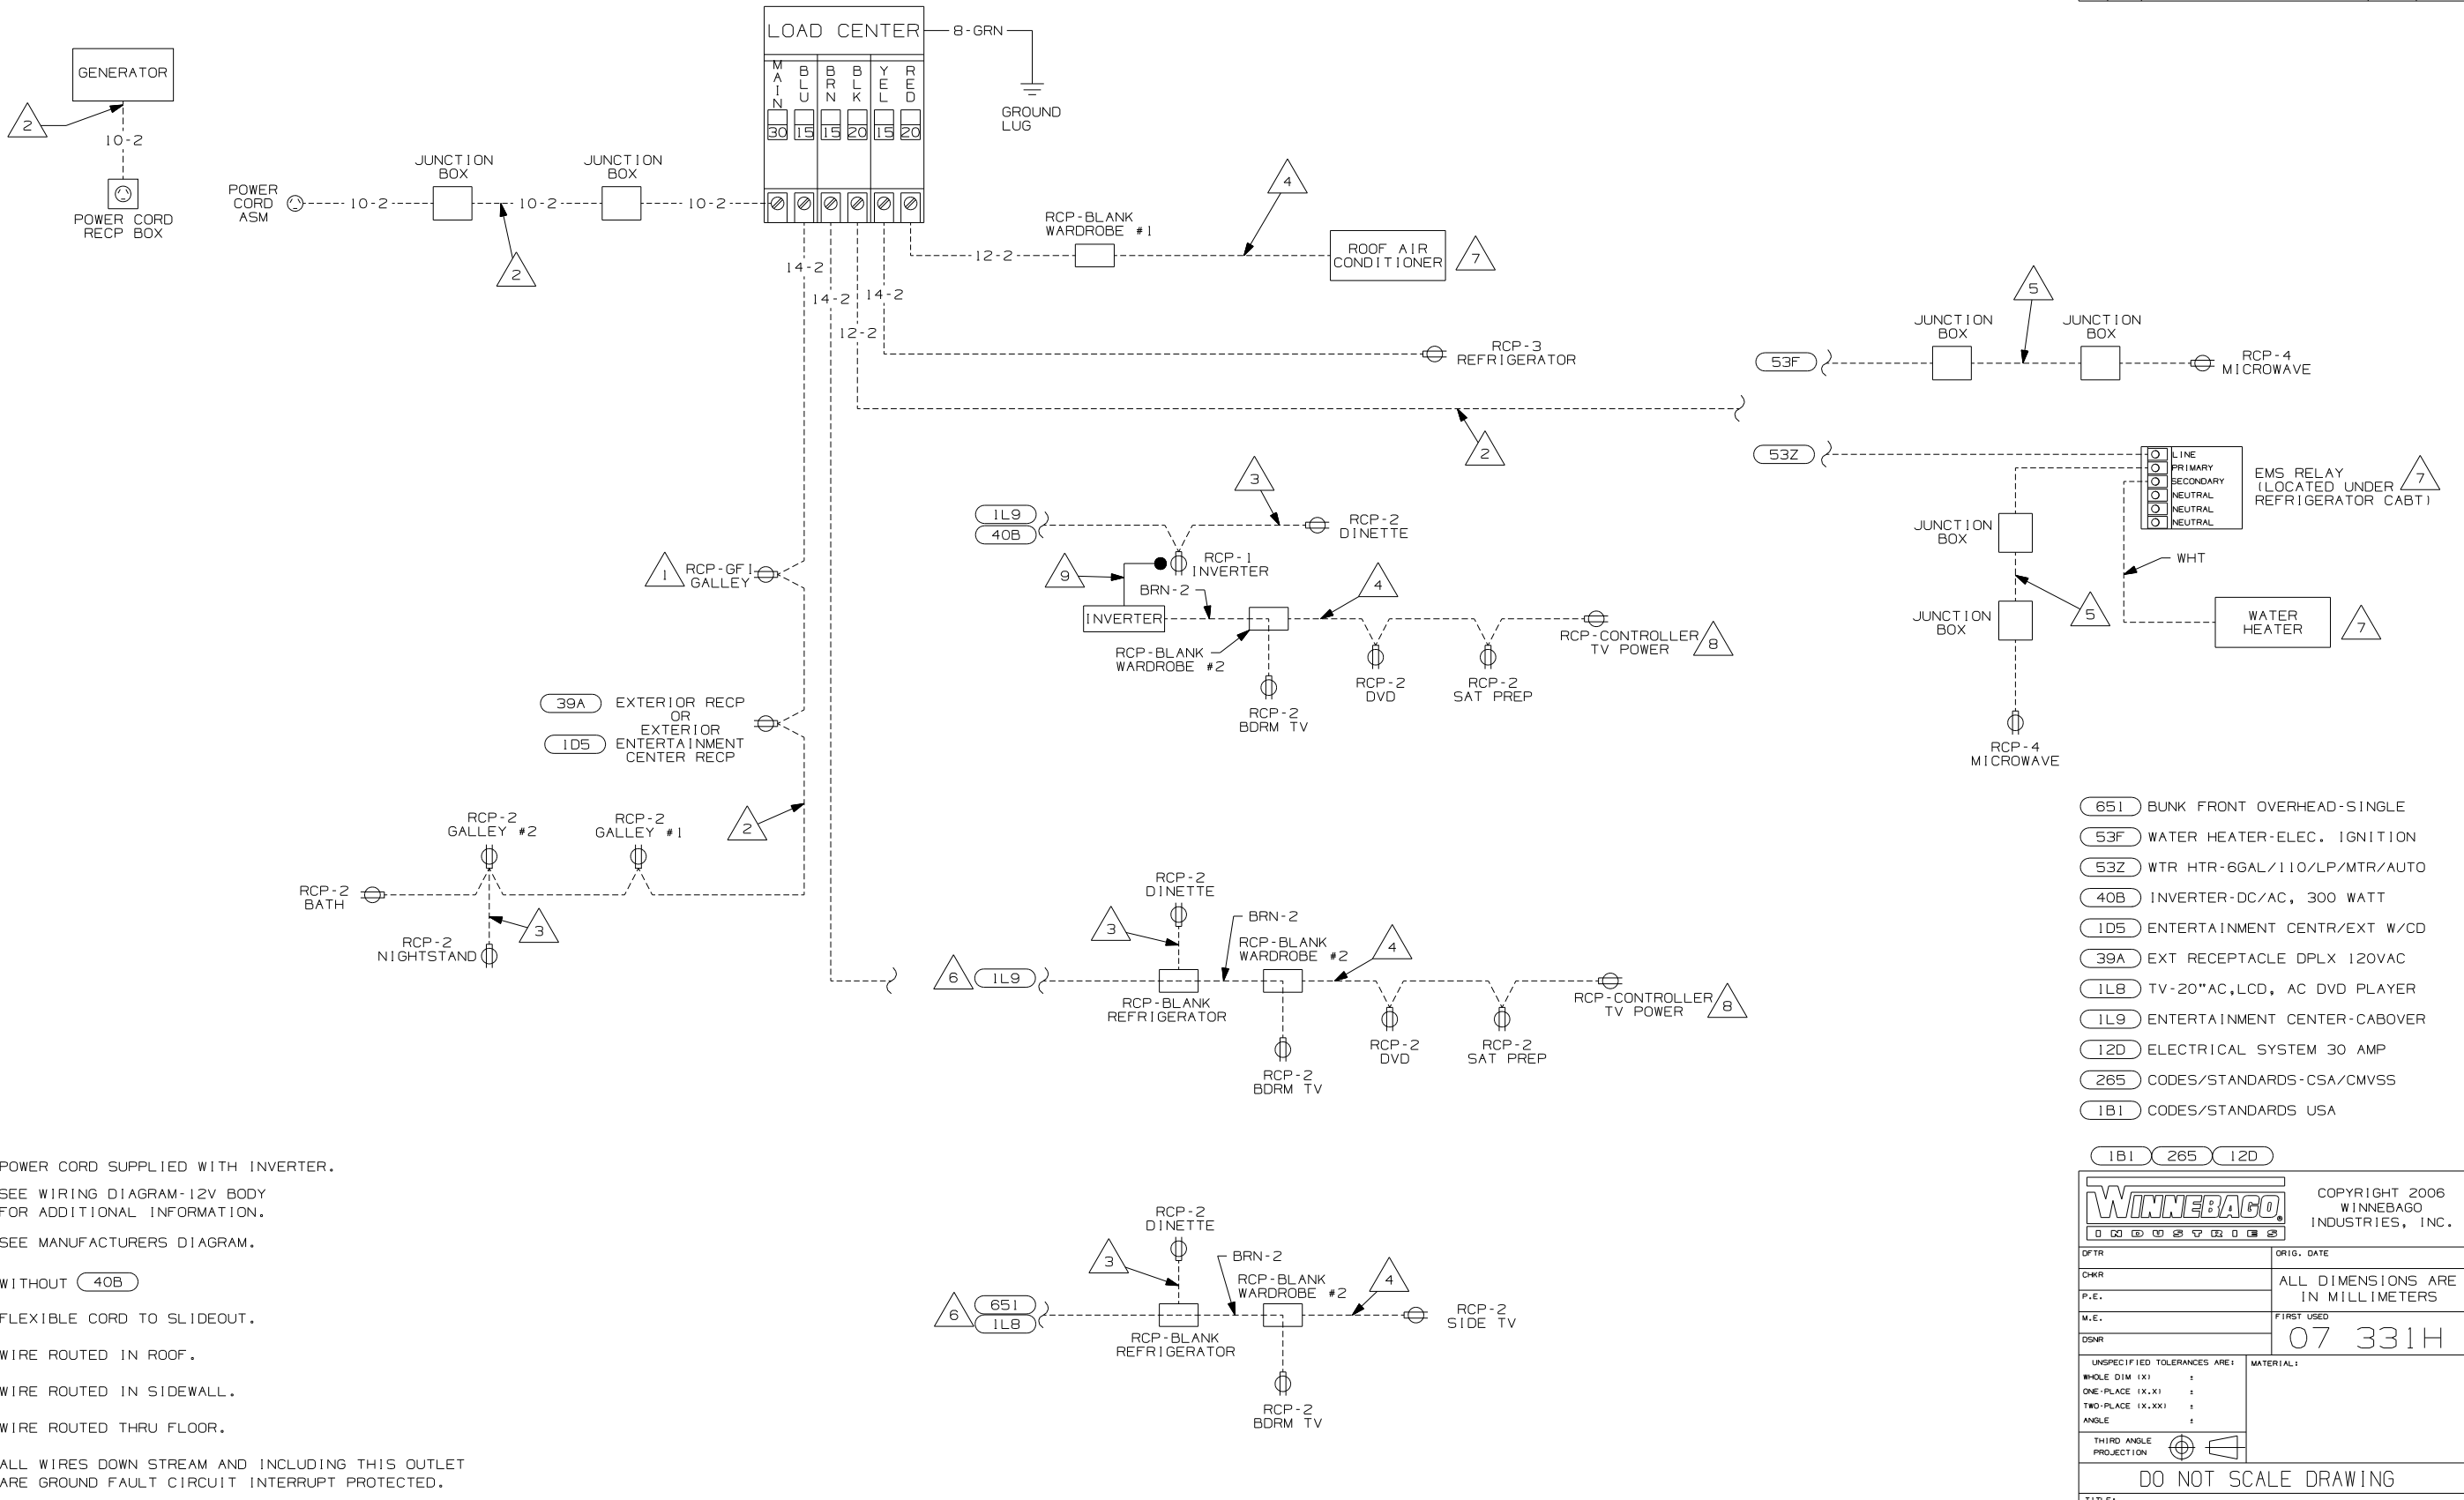 LOAD CENTER
8-GRN
GROUND
LUG
MAIN
BLU
BRN
BLK
YEL
RED
30
15
15
20
15
20
GENERATOR
2
10-2
POWER CORD
RECP BOX
POWER
CORD
ASM
10-2
JUNCTION
BOX
10-2
2
JUNCTION
BOX
10-2
14-2
14-2
14-2
12-2
12-2
RCP-BLANK
WARDROBE #1
4
ROOF AIR
CONDITIONER
7
RCP-3
REFRIGERATOR
2
53F
JUNCTION
BOX
5
JUNCTION
BOX
RCP-4
MICROWAVE
53Z
LINE
PRIMARY
SECONDARY
NEUTRAL
NEUTRAL
NEUTRAL
EMS RELAY
(LOCATED UNDER
REFRIGERATOR CABT)
7
JUNCTION
BOX
WHT
5
JUNCTION
BOX
WATER
HEATER
7
RCP-4
MICROWAVE
1L9
40B
3
RCP-2
DINETTE
RCP-1
INVERTER
9
BRN-2
4
INVERTER
RCP-BLANK
WARDROBE #2
RCP-CONTROLLER
TV POWER
8
RCP-2
DVD
RCP-2
SAT PREP
RCP-2
BDRM TV
1
RCP-GFI
GALLEY
39A
EXTERIOR RECP
OR
EXTERIOR
1D5
ENTERTAINMENT
CENTER RECP
2
RCP-2
GALLEY #2
RCP-2
GALLEY #1
RCP-2
BATH
3
RCP-2
NIGHTSTAND
RCP-2
DINETTE
3
BRN-2
RCP-BLANK
WARDROBE #2
4
6
1L9
RCP-BLANK
REFRIGERATOR
RCP-CONTROLLER
TV POWER
8
RCP-2
DVD
RCP-2
SAT PREP
RCP-2
BDRM TV
RCP-2
DINETTE
3
BRN-2
RCP-BLANK
WARDROBE #2
4
6
651
1L8
RCP-2
SIDE TV
RCP-BLANK
REFRIGERATOR
RCP-2
BDRM TV
POWER CORD SUPPLIED WITH INVERTER.
SEE WIRING DIAGRAM-12V BODY
FOR ADDITIONAL INFORMATION.
SEE MANUFACTURERS DIAGRAM.
WITHOUT 40B
FLEXIBLE CORD TO SLIDEOUT.
WIRE ROUTED IN ROOF.
WIRE ROUTED IN SIDEWALL.
WIRE ROUTED THRU FLOOR.
ALL WIRES DOWN STREAM AND INCLUDING THIS OUTLET
ARE GROUND FAULT CIRCUIT INTERRUPT PROTECTED.
651 BUNK FRONT OVERHEAD-SINGLE
53F WATER HEATER-ELEC. IGNITION
53Z WTR HTR-6GAL/110/LP/MTR/AUTO
40B INVERTER-DC/AC, 300 WATT
1D5 ENTERTAINMENT CENTR/EXT W/CD
39A EXT RECEPTACLE DPLX 120VAC
1L8 TV-20"AC,LCD, AC DVD PLAYER
1L9 ENTERTAINMENT CENTER-CABOVER
12D ELECTRICAL SYSTEM 30 AMP
265 CODES/STANDARDS-CSA/CMVSS
1B1 CODES/STANDARDS USA
1B1 265 12D
WINNEBAGO
INDUSTRIES
COPYRIGHT 2006
WINNEBAGO
INDUSTRIES, INC.
DFTR
ORIG. DATE
CHKR
ALL DIMENSIONS ARE
IN MILLIMETERS
P.E.
M.E.
FIRST USED
07 331H
DSNR
UNSPECIFIED TOLERANCES ARE:
MATERIAL:
WHOLE DIM (X) ±
ONE-PLACE (X.X) ±
TWO-PLACE (X.XX) ±
ANGLE ±
THIRD ANGLE
PROJECTION
DO NOT SCALE DRAWING
TITLE: